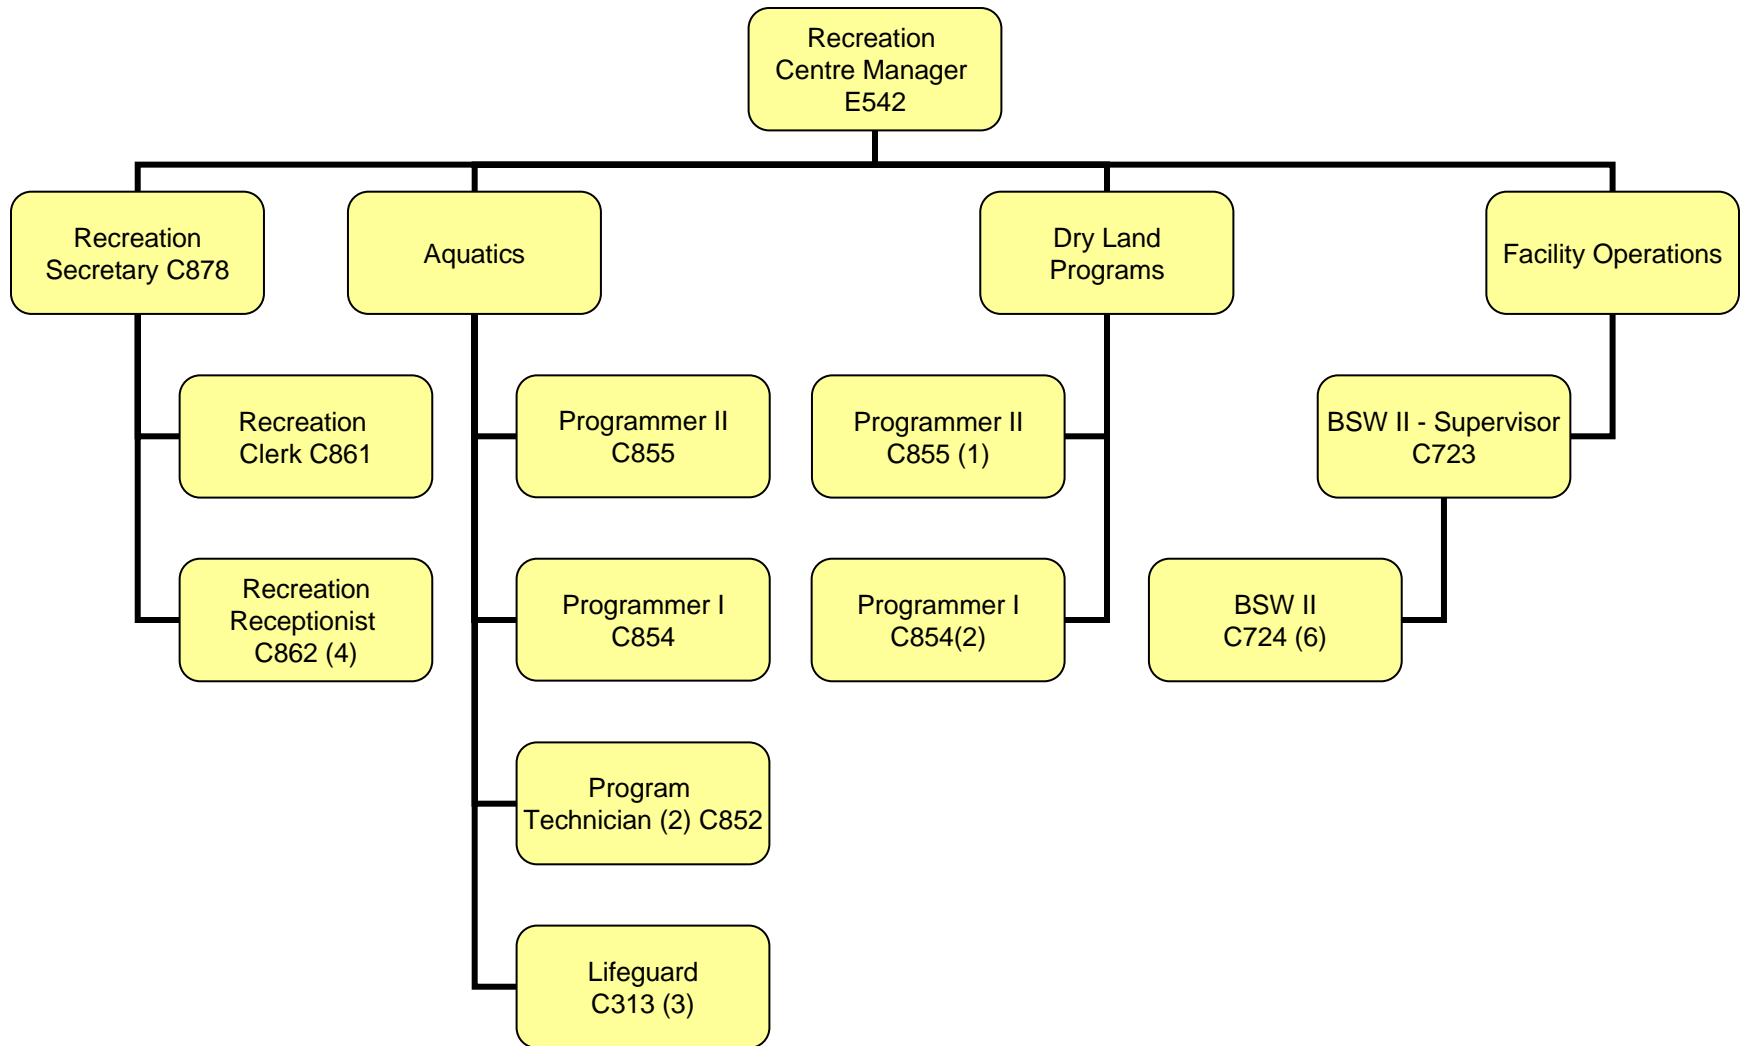 Recreation
Centre Manager
E542
Recreation
Secretary C878
Aquatics
Dry Land
Programs
Facility Operations
Recreation
Clerk C861
Programmer II
C855
Programmer II
C855 (1)
BSW II - Supervisor
C723
Recreation
Receptionist
C862 (4)
Programmer I
C854
Programmer I
C854(2)
BSW II
C724 (6)
Program
Technician (2) C852
Lifeguard
C313 (3)